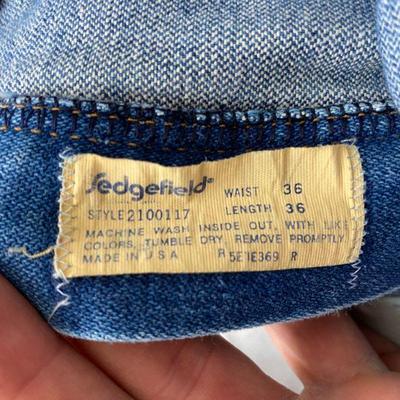 Sedgefield® WAIST 36
STYLE 2100117 LENGTH 36
MACHINE WASH INSIDE OUT, WITH LIKE
COLORS, TUMBLE DRY, REMOVE PROMPTLY
MADE IN U S A R 5E1E369 R